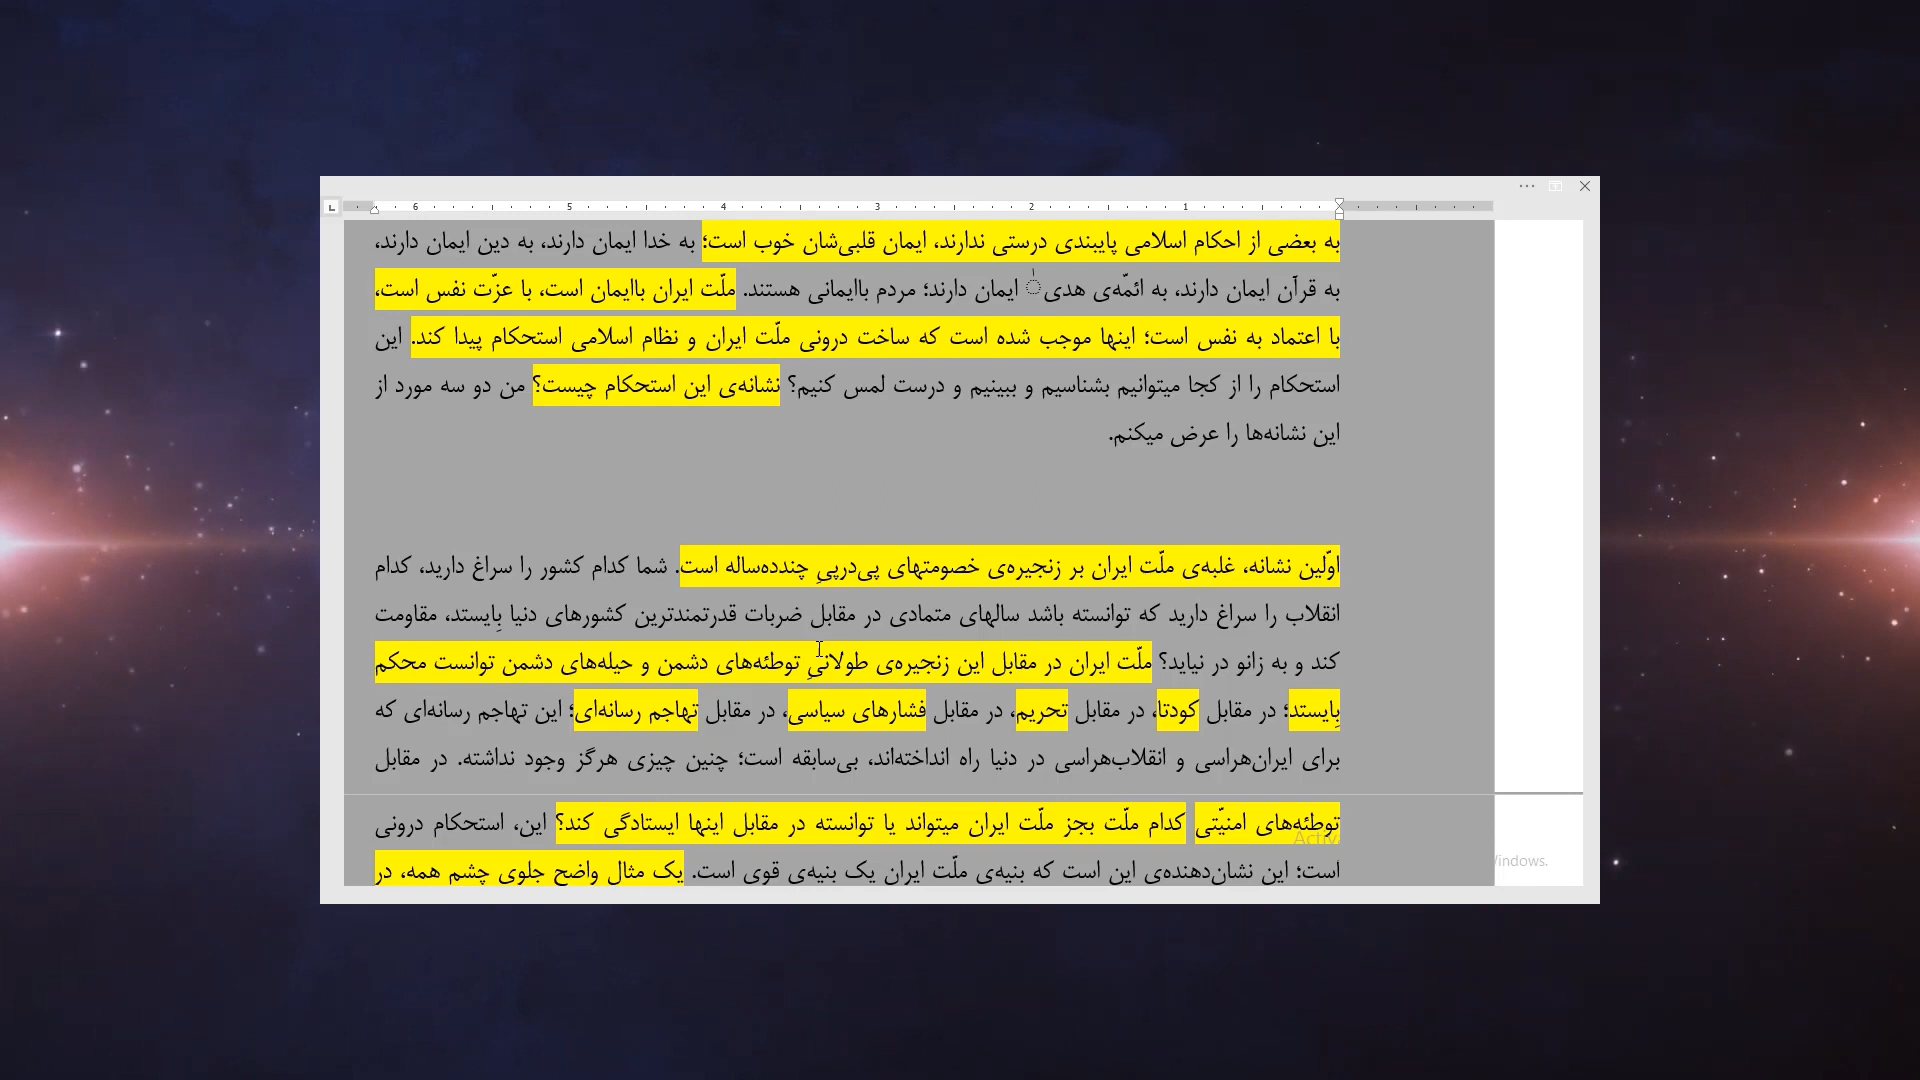 6 5 4 3 2 1
به بعضی از احکام اسلامی پایبندی درستی ندارند، ایمان قلبی‌شان خوب است؛ به خدا ایمان دارند، به دین ایمان دارند،
به قرآن ایمان دارند، به ائمّه‌ی هدیٰ ایمان دارند؛ مردم باایمانی هستند. ملّت ایران باایمان است، با عزّت نفس است،
با اعتماد به نفس است؛ اینها موجب شده است که ساخت درونی ملّت ایران و نظام اسلامی استحکام پیدا کند. این
استحکام را از کجا میتوانیم بشناسیم و ببینیم و درست لمس کنیم؟ نشانه‌ی این استحکام چیست؟ من دو سه مورد از
این نشانه‌ها را عرض میکنم.
اوّلین نشانه، غلبه‌ی ملّت ایران بر زنجیره‌ی خصومتهای پی‌درپیِ چندده‌ساله است. شما کدام کشور را سراغ دارید، کدام
انقلاب را سراغ دارید که توانسته باشد سالهای متمادی در مقابل ضربات قدرتمندترین کشورهای دنیا بِایستد، مقاومت
کند و به زانو در نیاید؟ ملّت ایران در مقابل این زنجیره‌ی طولانیِ توطئه‌های دشمن و حیله‌های دشمن توانست محکم
بِایستد؛ در مقابل کودتا، در مقابل تحریم، در مقابل فشارهای سیاسی، در مقابل تهاجم رسانه‌ای؛ این تهاجم رسانه‌ای که
برای ایران‌هراسی و انقلاب‌هراسی در دنیا راه انداخته‌اند، بی‌سابقه است؛ چنین چیزی هرگز وجود نداشته. در مقابل
توطئه‌های امنیّتی کدام ملّت بجز ملّت ایران میتواند یا توانسته در مقابل اینها ایستادگی کند؟ این، استحکام درونی
است؛ این نشان‌دهنده‌ی این است که بنیه‌ی ملّت ایران یک بنیه‌ی قوی است. یک مثال واضح جلوی چشم همه، در